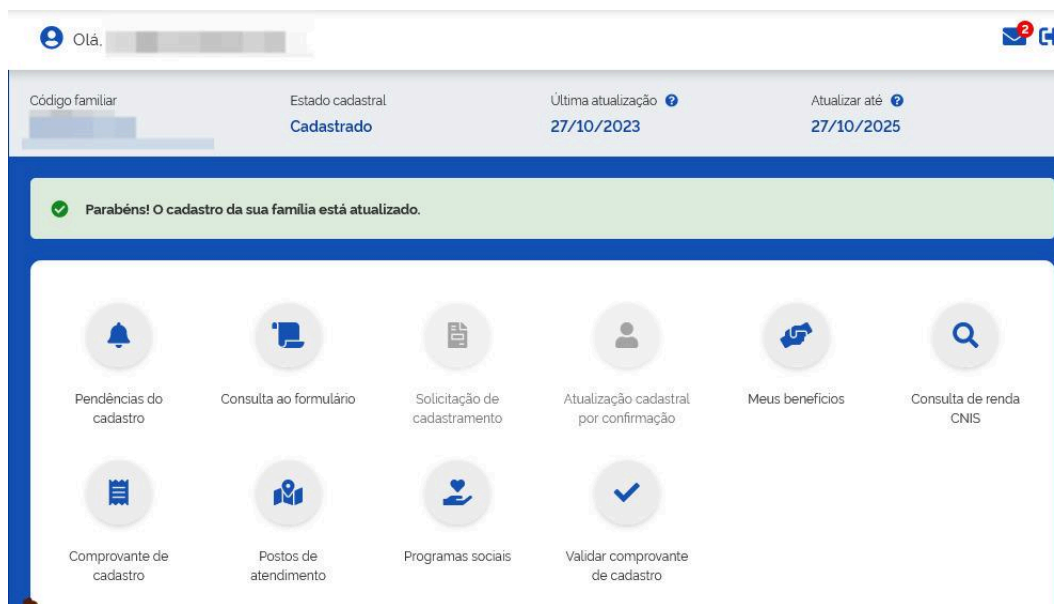 Olá,
2
Código familiar
Estado cadastral
Última atualização
Atualizar até
Cadastrado
27/10/2023
27/10/2025
Parabéns! O cadastro da sua família está atualizado.
Pendências do
cadastro
Consulta ao formulário
Solicitação de
cadastramento
Atualização cadastral
por confirmação
Meus benefícios
Consulta de renda
CNIS
Comprovante de
cadastro
Postos de
atendimento
Programas sociais
Validar comprovante
de cadastro